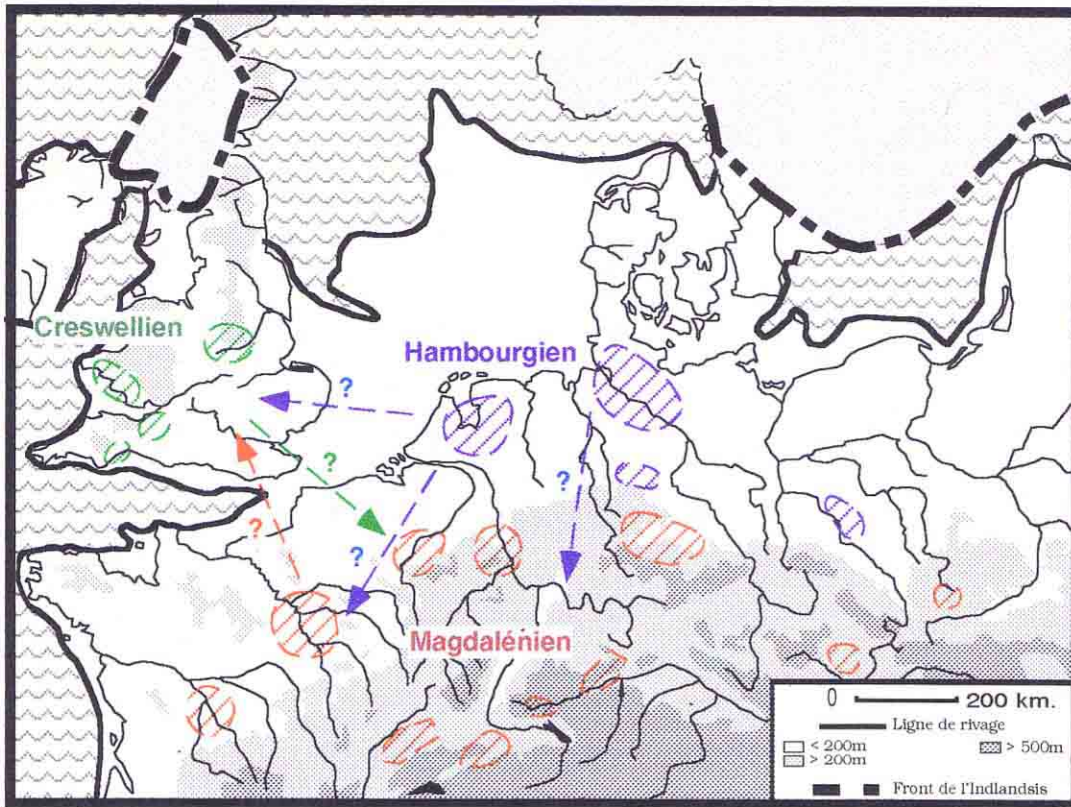 Creswellien
Hambourgien
?
?
?
?
?
Magdalénien
0 200 km.
Ligne de rivage
< 200m > 500m
> 200m
Front de l'Indlandsis